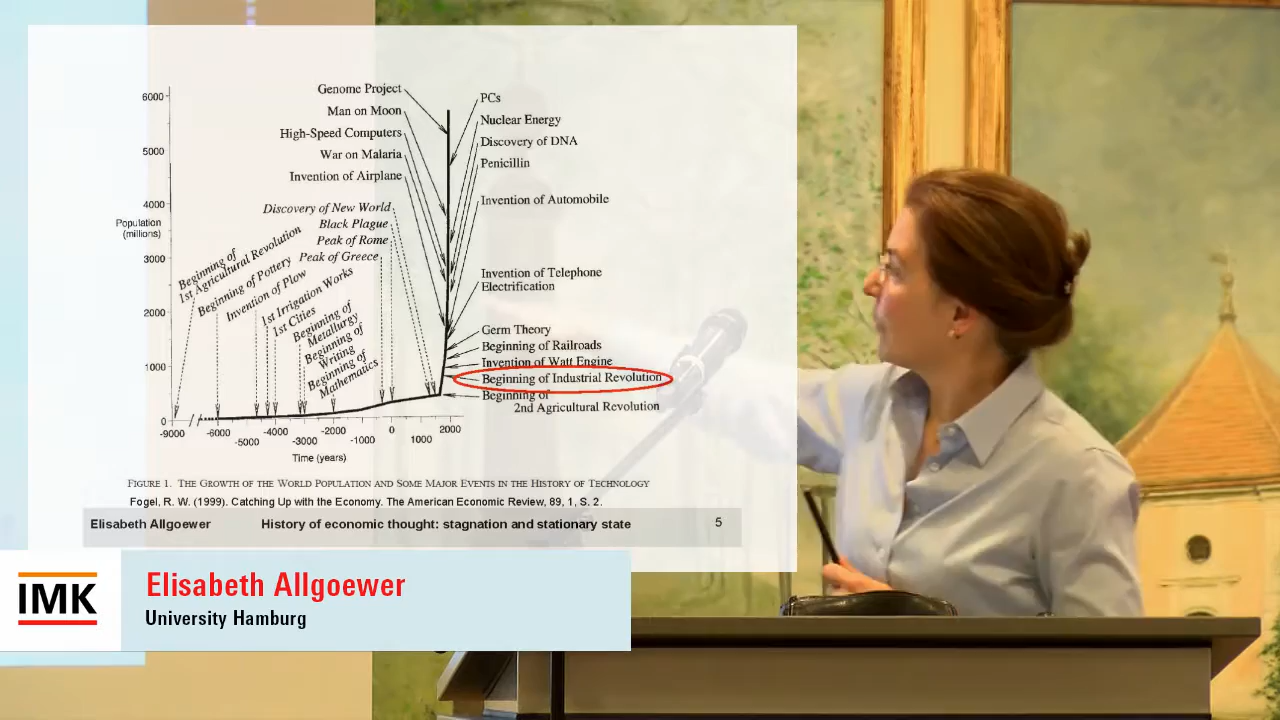 Genome Project
Man on Moon
High-Speed Computers
War on Malaria
Invention of Airplane
Discovery of New World
Black Plague
Peak of Rome
Peak of Greece
PCs
Nuclear Energy
Discovery of DNA
Penicillin
Invention of Automobile
Invention of Telephone
Electrification
Germ Theory
Beginning of Railroads
Invention of Watt Engine
Beginning of Industrial Revolution
Beginning of
2nd Agricultural Revolution
Beginning of
1st Agricultural Revolution
Beginning of Pottery
Invention of Plow
1st Irrigation Works
1st Cities
Beginning of
Metallurgy
Beginning of
Writing
Beginning of
Mathematics
6000
5000
4000
Population
(millions)
3000
2000
1000
0
-9000 -6000 -5000 -4000 -3000 -2000 -1000 0 1000 2000
Time (years)
FIGURE 1. THE GROWTH OF THE WORLD POPULATION AND SOME MAJOR EVENTS IN THE HISTORY OF TECHNOLOGY
Fogel, R. W. (1999). Catching Up with the Economy. The American Economic Review, 89, 1, S. 2.
Elisabeth Allgoewer History of economic thought: stagnation and stationary state 5
IMK
Elisabeth Allgoewer
University Hamburg